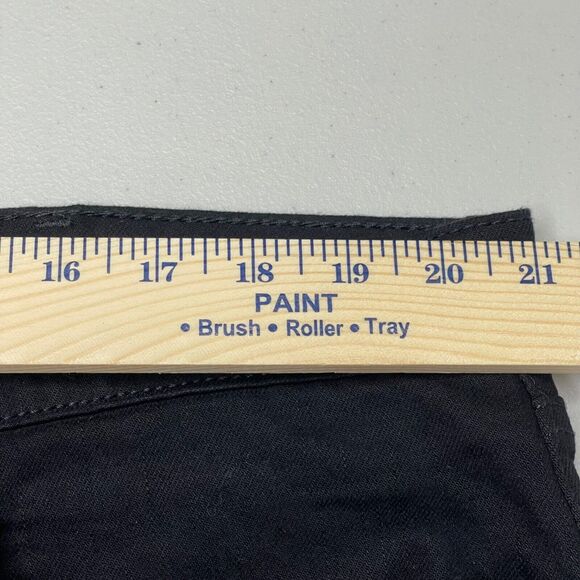 16 17 18 19 20 21
PAINT
• Brush • Roller • Tray